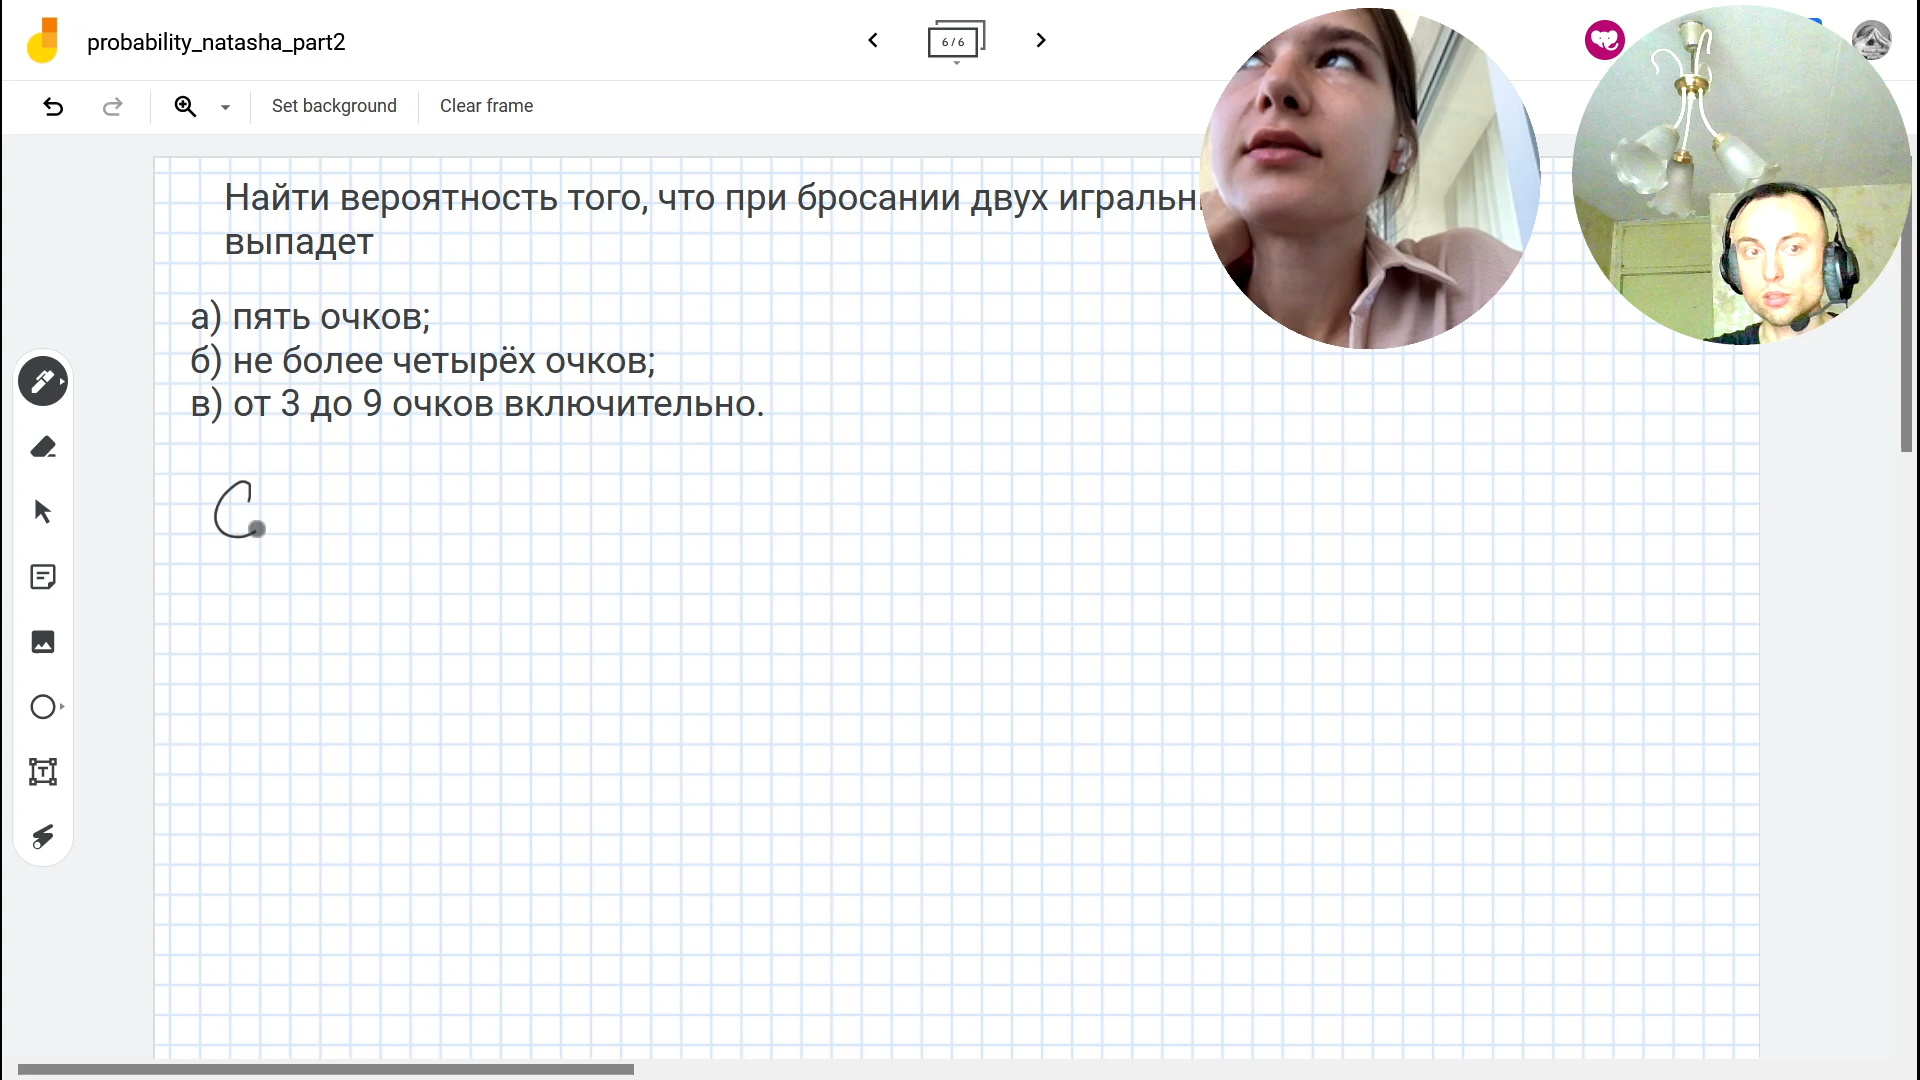 probability_natasha_part2
6 / 6
Set background
Clear frame
Найти вероятность того, что при бросании двух
выпадет
а) пять очков;
б) не более четырёх очков;
в) от 3 до 9 очков включительно.
C